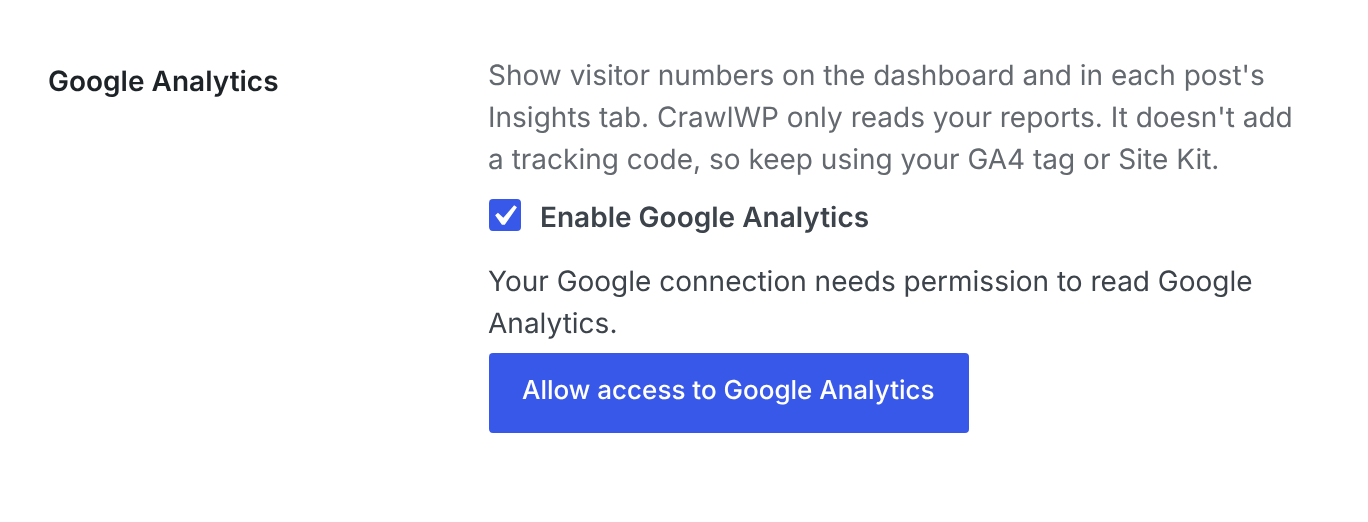 Google Analytics
Show visitor numbers on the dashboard and in each post's
Insights tab. CrawlWP only reads your reports. It doesn't add
a tracking code, so keep using your GA4 tag or Site Kit.
Enable Google Analytics
Your Google connection needs permission to read Google
Analytics.
Allow access to Google Analytics